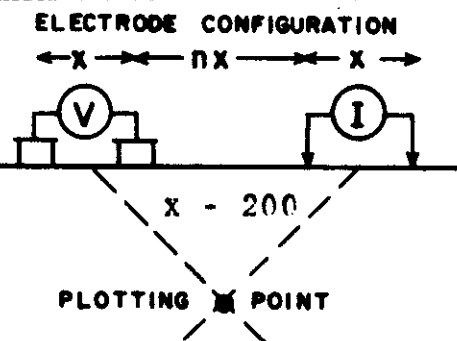 ELECTRODE CONFIGURATION
x nx x
V I
x - 200
PLOTTING POINT